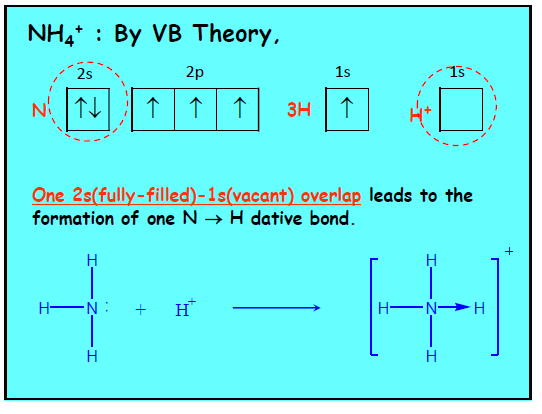 NH₄⁺ : By VB Theory,
2s 2p 1s 1s
N ↑↓ ↑ ↑ ↑ 3H ↑ H⁺
One 2s(fully-filled)-1s(vacant) overlap leads to the
formation of one N → H dative bond.
H H +
H—N: + H⁺ ⟶ H—N→H
H H